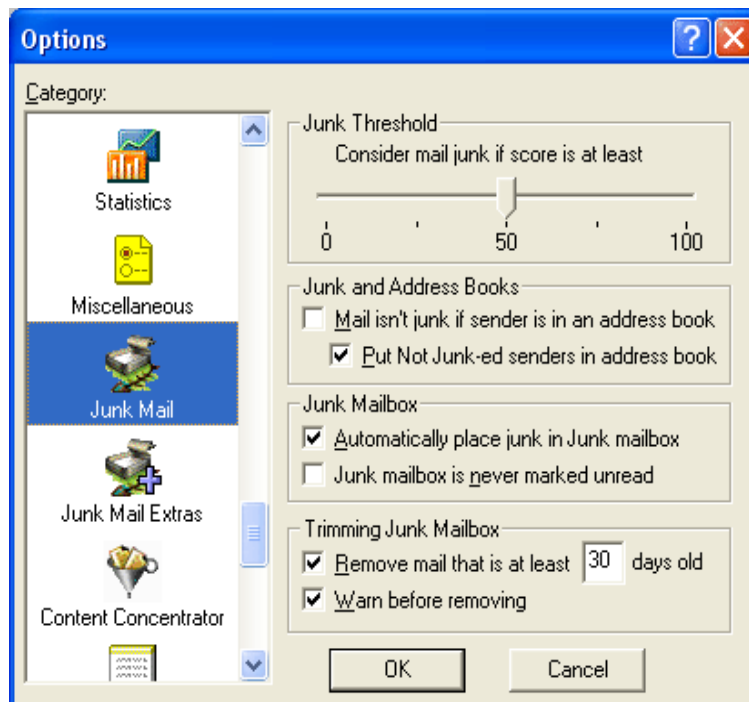 Options
Category:
Statistics
Miscellaneous
Junk Mail
Junk Mail Extras
Content Concentrator
Junk Threshold
Consider mail junk if score is at least
0 50 100
Junk and Address Books
Mail isn't junk if sender is in an address book
Put Not Junk-ed senders in address book
Junk Mailbox
Automatically place junk in Junk mailbox
Junk mailbox is never marked unread
Trimming Junk Mailbox
Remove mail that is at least 30 days old
Warn before removing
OK Cancel